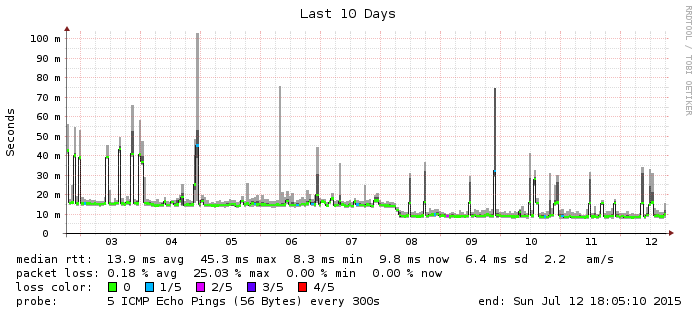 Last 10 Days
RRDTOOL / TOBI OETIKER
Seconds
100 m
90 m
80 m
70 m
60 m
50 m
40 m
30 m
20 m
10 m
0
03 04 05 06 07 08 09 10 11 12
median rtt: 13.9 ms avg 45.3 ms max 8.3 ms min 9.8 ms now 6.4 ms sd 2.2 am/s
packet loss: 0.18 % avg 25.03 % max 0.00 % min 0.00 % now
loss color: 0 1/5 2/5 3/5 4/5
probe: 5 ICMP Echo Pings (56 Bytes) every 300s end: Sun Jul 12 18:05:10 2015